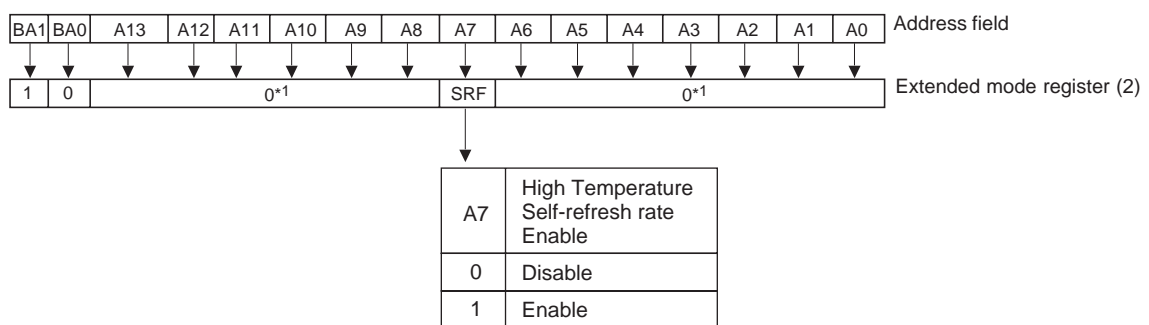 BA1 BA0 A13 A12 A11 A10 A9 A8 A7 A6 A5 A4 A3 A2 A1 A0 Address field
1 0 0*1 SRF 0*1 Extended mode register (2)
A7
High Temperature
Self-refresh rate
Enable
0 Disable
1 Enable